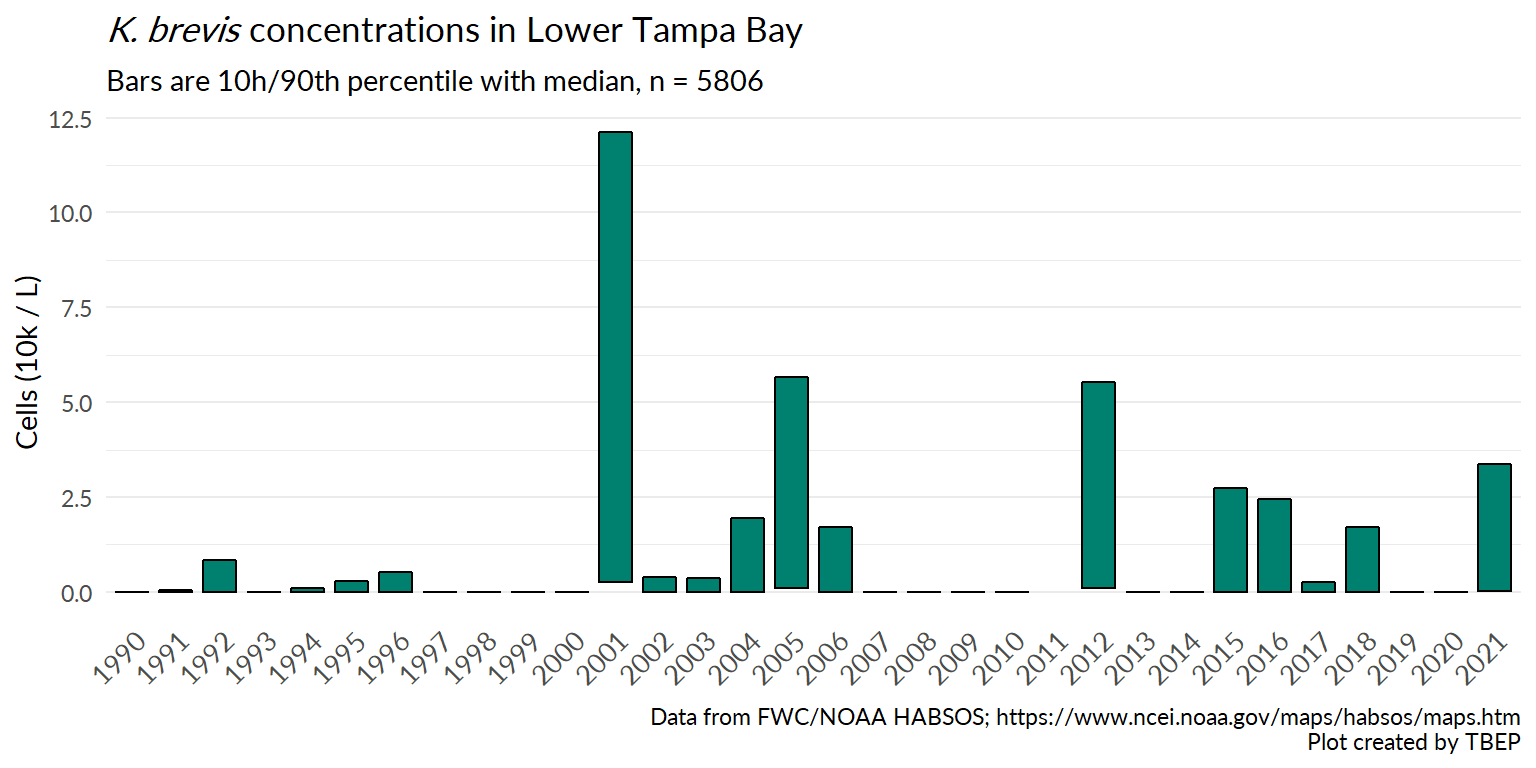 K. brevis concentrations in Lower Tampa Bay
Bars are 10h/90th percentile with median, n = 5806
Cells (10k / L)
12.5
10.0
7.5
5.0
2.5
0.0
1990 1991 1992 1993 1994 1995 1996 1997 1998 1999 2000 2001 2002 2003 2004 2005 2006 2007 2008 2009 2010 2011 2012 2013 2014 2015 2016 2017 2018 2019 2020 2021
Data from FWC/NOAA HABSOS; https://www.ncei.noaa.gov/maps/habsos/maps.htm
Plot created by TBEP